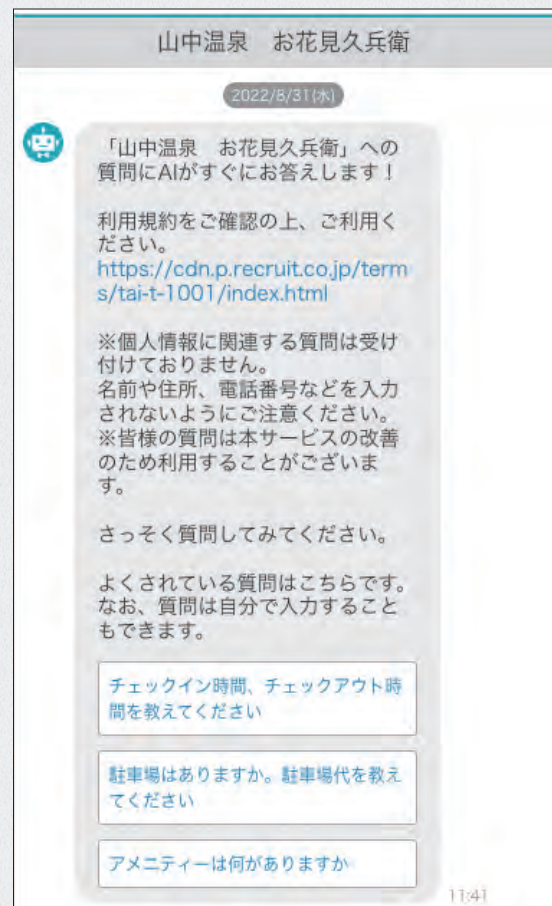 山中温泉　お花見久兵衛
2022/8/31(水)
「山中温泉　お花見久兵衛」への
質問にAIがすぐにお答えします！
利用規約をご確認の上、ご利用く
ださい。
https://cdn.p.recruit.co.jp/term
s/tai-t-1001/index.html
※個人情報に関連する質問は受け
付けておりません。
名前や住所、電話番号などを入力
されないようにご注意ください。
※皆様の質問は本サービスの改善
のため利用することがございま
す。
さっそく質問してみてください。
よくされている質問はこちらです。
なお、質問は自分で入力すること
もできます。
チェックイン時間、チェックアウト時
間を教えてください
駐車場はありますか。駐車場代を教え
てください
アメニティーは何がありますか
11:41